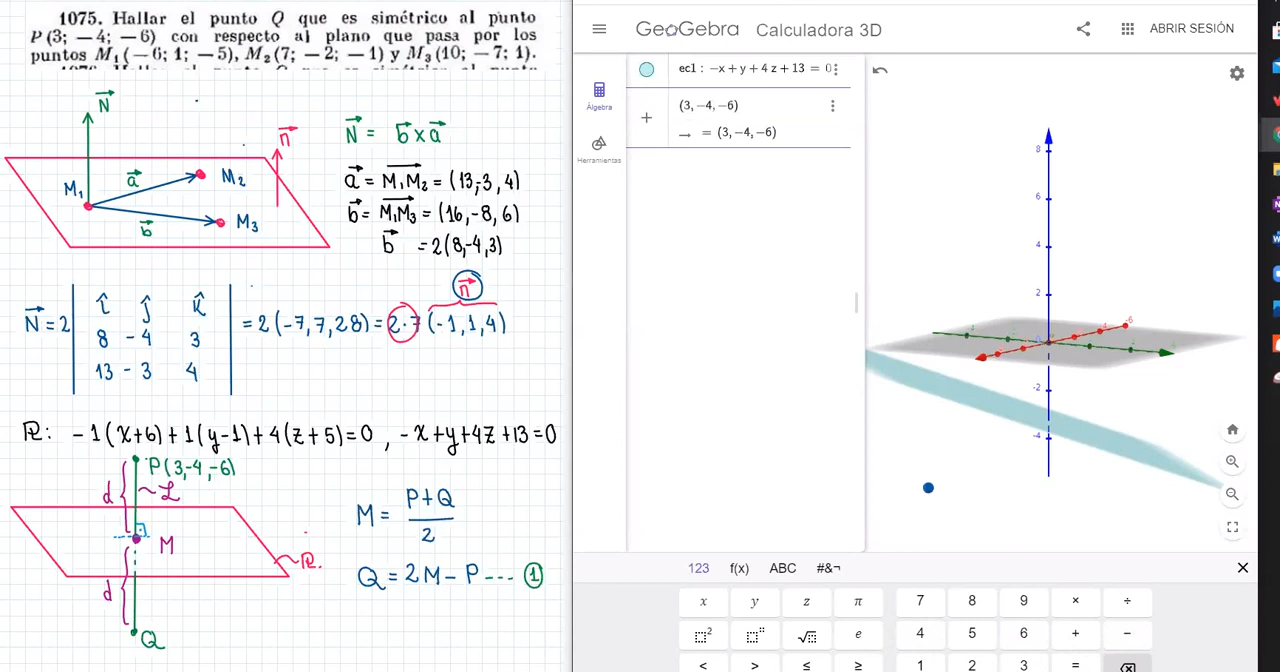 1075. Hallar el punto Q que es simétrico al punto
P(3; −4; −6) con respecto al plano que pasa por los
puntos M₁(−6; 1; −5), M₂(7; −2; −1) y M₃(10; −7; 1).
N
n
M₁
a
M₂
b
M₃
N = b x a
a = M₁M₂ = (13,-3,4)
b = M₁M₃ = (16,-8,6)
b = 2(8,-4,3)
n
N = 2 | î ĵ k̂ | = 2(-7,7,28) = 2·7(-1,1,4)
8 -4 3
13 -3 4
P: -1(x+6)+1(y-1)+4(z+5)=0 , -x+y+4z+13=0
P(3,-4,-6)
d
~L
M
~P.
d
Q
M = P+Q / 2
Q = 2M - P --- ①
GeoGebra Calculadora 3D
ABRIR SESIÓN
Álgebra
Herramientas
ec1 : −x + y + 4 z + 13 = 0
(3, −4, −6)
→ = (3, −4, −6)
8
6
4
2
-2
-4
-6
123 f(x) ABC #&¬
x y z π 7 8 9 × ÷
□² □□ √□ e 4 5 6 + −
< > ≤ ≥ 1 2 3 =